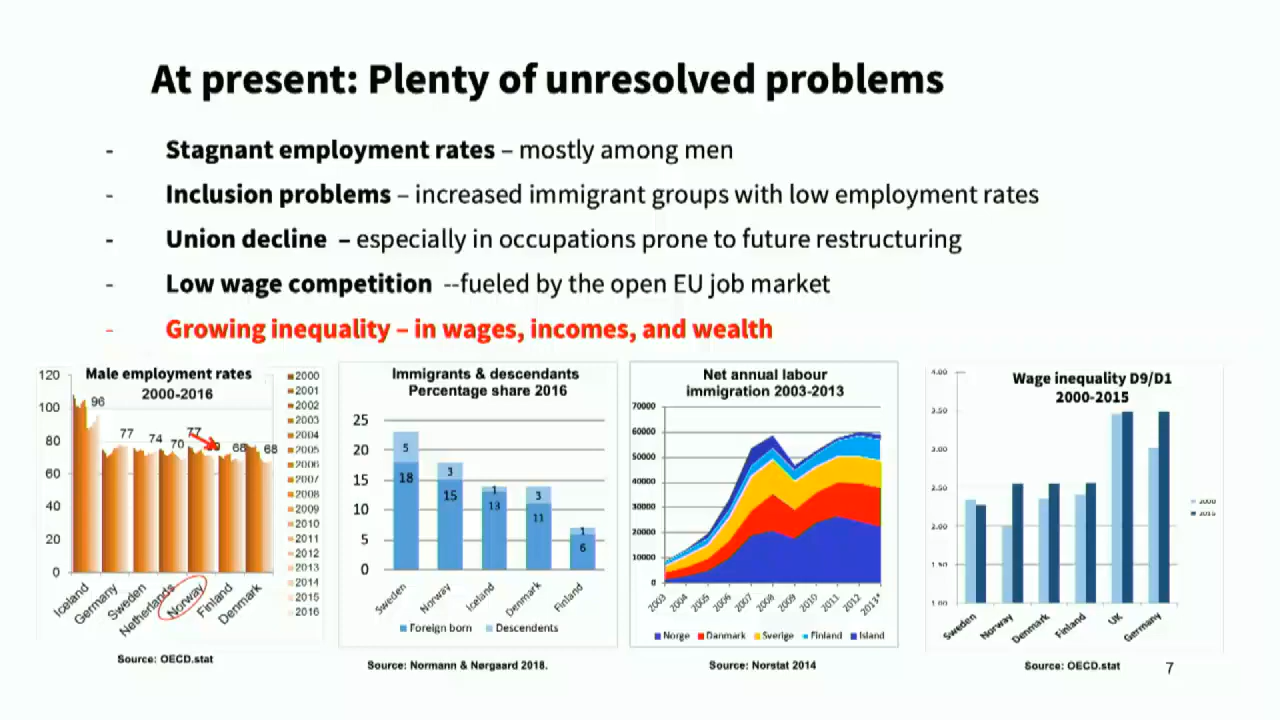 At present: Plenty of unresolved problems
- Stagnant employment rates – mostly among men
- Inclusion problems – increased immigrant groups with low employment rates
- Union decline – especially in occupations prone to future restructuring
- Low wage competition --fueled by the open EU job market
- Growing inequality – in wages, incomes, and wealth
Male employment rates
2000-2016
120
100
80
60
40
20
0
96
77
74
70
77
68
68
Iceland
Germany
Sweden
Netherlands
Norway
Finland
Denmark
2000
2001
2002
2003
2004
2005
2006
2007
2008
2009
2010
2011
2012
2013
2014
2015
2016
Source: OECD.stat
Immigrants & descendants
Percentage share 2016
25
20
15
10
5
0
5
18
3
15
1
13
3
11
1
6
Sweden
Norway
Iceland
Denmark
Finland
Foreign born Descendents
Source: Normann & Nørgaard 2018.
Net annual labour
immigration 2003-2013
70000
60000
50000
40000
30000
20000
10000
0
2003
2004
2005
2006
2007
2008
2009
2010
2011
2012
2013*
Norge Danmark Sverige Finland Island
Source: Norstat 2014
Wage inequality D9/D1
2000-2015
4.00
3.50
2.50
2.00
1.50
1.00
Sweden
Norway
Denmark
Finland
UK
Germany
2000
2015
Source: OECD.stat
7